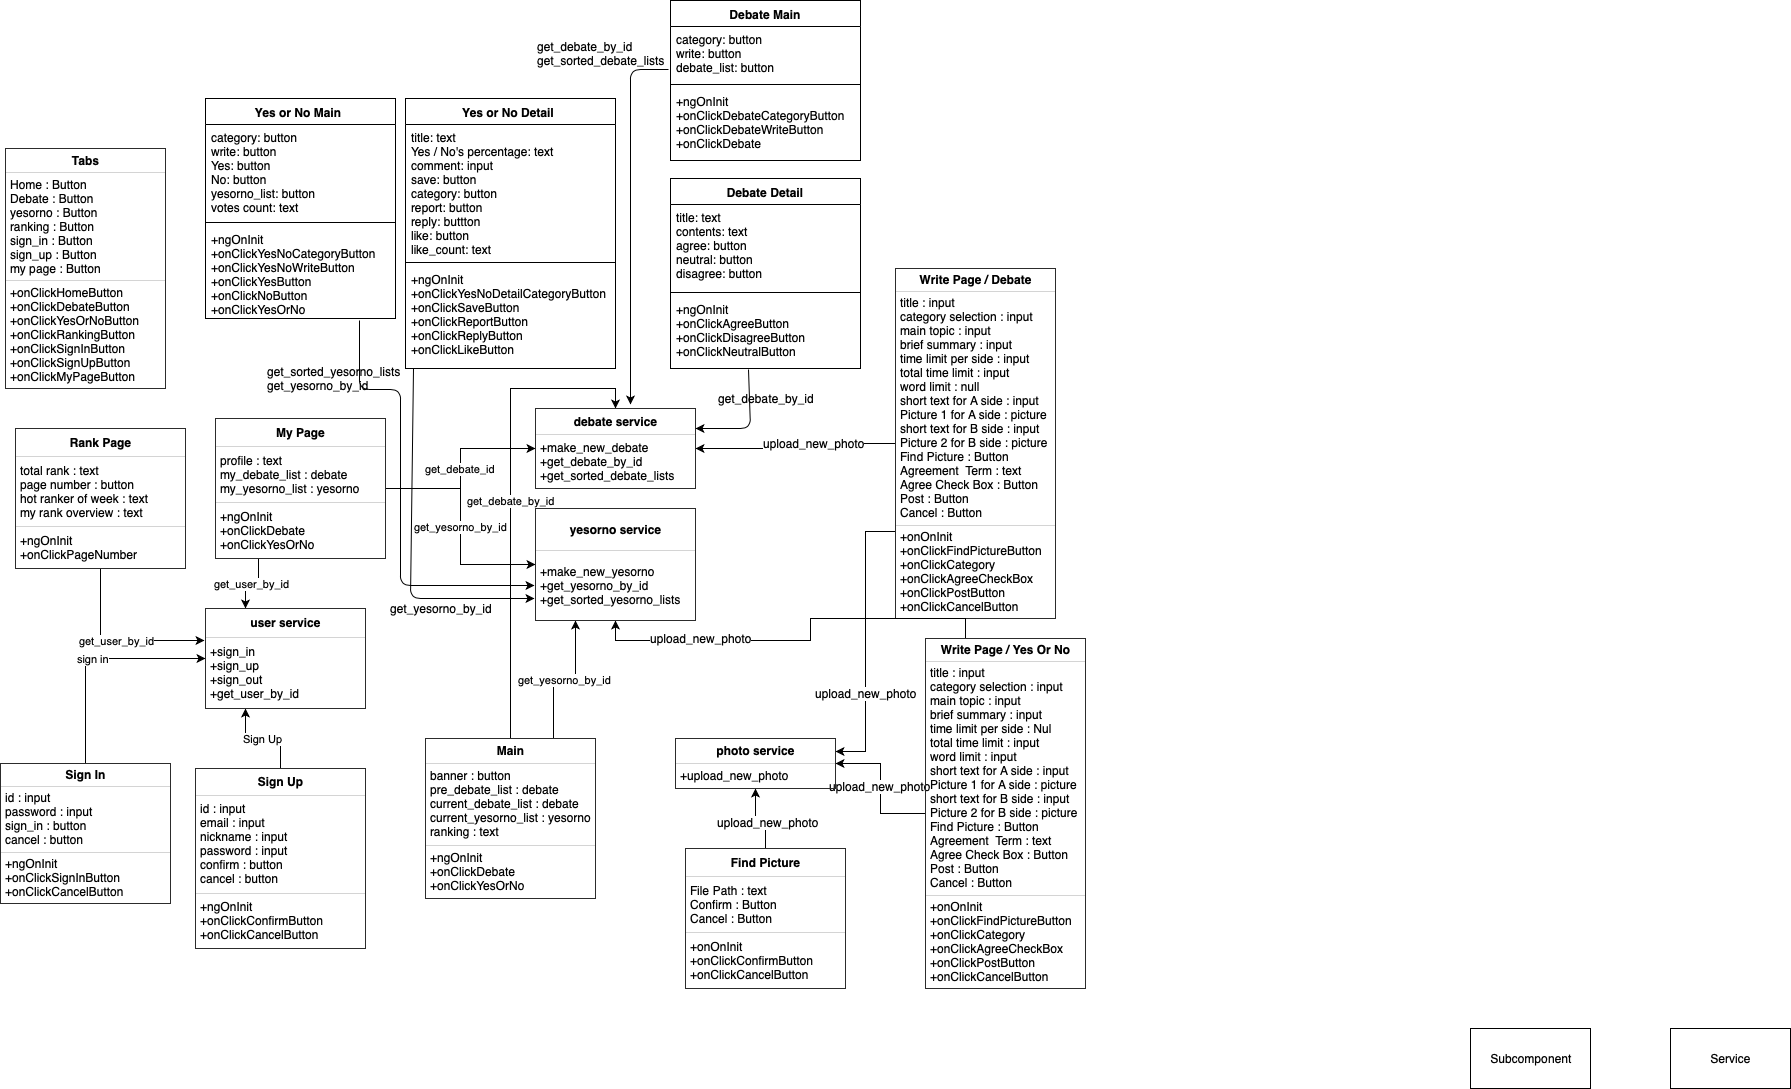 Debate Main
category: button
write: button
debate_list: button
+ngOnInit
+onClickDebateCategoryButton
+onClickDebateWriteButton
+onClickDebate
get_debate_by_id
get_sorted_debate_lists
Yes or No Main
category: button
write: button
Yes: button
No: button
yesorno_list: button
votes count: text
+ngOnInit
+onClickYesNoCategoryButton
+onClickYesNoWriteButton
+onClickYesButton
+onClickNoButton
+onClickYesOrNo
Yes or No Detail
title: text
Yes / No's percentage: text
comment: input
save: button
category: button
report: button
reply: buttton
like: button
like_count: text
+ngOnInit
+onClickYesNoDetailCategoryButton
+onClickSaveButton
+onClickReportButton
+onClickReplyButton
+onClickLikeButton
Tabs
Home : Button
Debate : Button
yesorno : Button
ranking : Button
sign_in : Button
sign_up : Button
my page : Button
+onClickHomeButton
+onClickDebateButton
+onClickYesOrNoButton
+onClickRankingButton
+onClickSignInButton
+onClickSignUpButton
+onClickMyPageButton
Debate Detail
title: text
contents: text
agree: button
neutral: button
disagree: button
+ngOnInit
+onClickAgreeButton
+onClickDisagreeButton
+onClickNeutralButton
Write Page / Debate
title : input
category selection : input
main topic : input
brief summary : input
time limit per side : input
total time limit : input
word limit : null
short text for A side : input
Picture 1 for A side : picture
short text for B side : input
Picture 2 for B side : picture
Find Picture : Button
Agreement  Term : text
Agree Check Box : Button
Post : Button
Cancel : Button
+onOnInit
+onClickFindPictureButton
+onClickCategory
+onClickAgreeCheckBox
+onClickPostButton
+onClickCancelButton
get_sorted_yesorno_lists
get_yesorno_by_id
get_debate_by_id
upload_new_photo
debate service
+make_new_debate
+get_debate_by_id
+get_sorted_debate_lists
My Page
profile : text
my_debate_list : debate
my_yesorno_list : yesorno
+ngOnInit
+onClickDebate
+onClickYesOrNo
Rank Page
total rank : text
page number : button
hot ranker of week : text
my rank overview : text
+ngOnInit
+onClickPageNumber
get_debate_id
get_debate_by_id
get_yesorno_by_id
yesorno service
+make_new_yesorno
+get_yesorno_by_id
+get_sorted_yesorno_lists
get_user_by_id
get_yesorno_by_id
user service
+sign_in
+sign_up
+sign_out
+get_user_by_id
get_user_by_id
sign in
upload_new_photo
get_yesorno_by_id
upload_new_photo
Write Page / Yes Or No
title : input
category selection : input
main topic : input
brief summary : input
time limit per side : Nul
total time limit : input
word limit : input
short text for A side : input
Picture 1 for A side : picture
short text for B side : input
Picture 2 for B side : picture
Find Picture : Button
Agreement  Term : text
Agree Check Box : Button
Post : Button
Cancel : Button
+onOnInit
+onClickFindPictureButton
+onClickCategory
+onClickAgreeCheckBox
+onClickPostButton
+onClickCancelButton
Sign Up
Sign In
id : input
password : input
sign_in : button
cancel : button
+ngOnInit
+onClickSignInButton
+onClickCancelButton
Sign Up
id : input
email : input
nickname : input
password : input
confirm : button
cancel : button
+ngOnInit
+onClickConfirmButton
+onClickCancelButton
Main
banner : button
pre_debate_list : debate
current_debate_list : debate
current_yesorno_list : yesorno
ranking : text
+ngOnInit
+onClickDebate
+onClickYesOrNo
photo service
+upload_new_photo
upload_new_photo
upload_new_photo
Find Picture
File Path : text
Confirm : Button
Cancel : Button
+onOnInit
+onClickConfirmButton
+onClickCancelButton
Subcomponent
Service